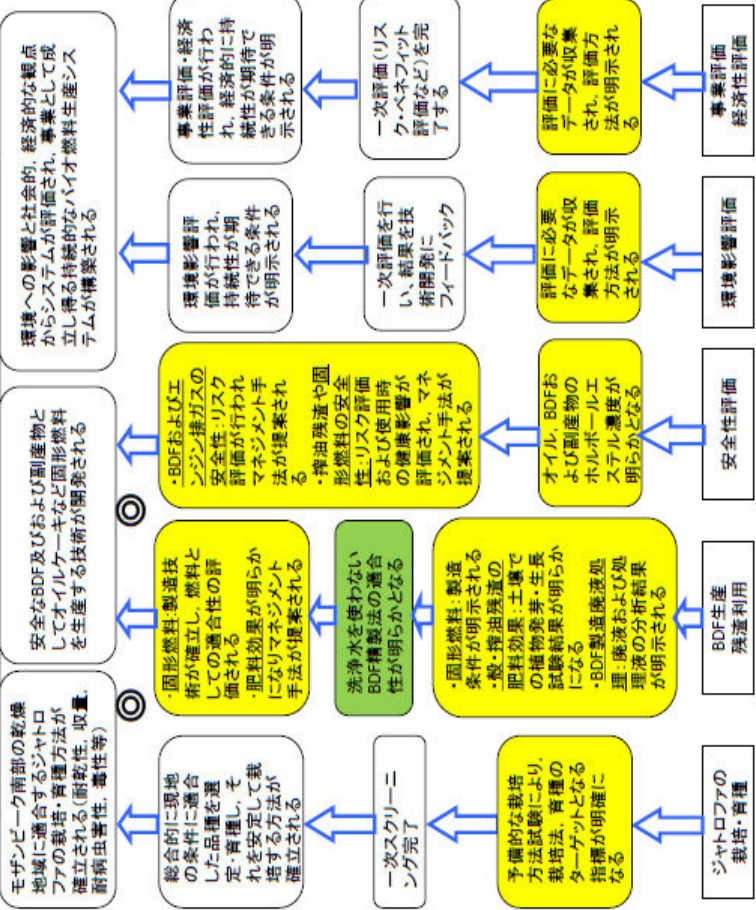 モザンビーク南部の乾燥
地域に適合するジャトロ
ファの栽培・育種方法が
確立される(耐乾性、収量、
耐病虫害性、毒性等)
安全なBDF及びおよび副産物と
してオイルケーキなど固形燃料
を生産する技術が開発される
環境への影響と社会的、経済的な観点
からシステムが評価され、事業として成
立し得る持続的なバイオ燃料生産シス
テムが構築される
◎
◎
総合的に現地
の条件に適合
した品種を選
定・育種し、そ
れを安定して栽
培する方法が
確立される
一次スクリーニ
ング完了
予備的な栽培
方法試験により、
栽培法、育種の
ターゲットとなる
指標が明確に
なる
ジャトロファの
栽培・育種
・固形燃料:製造技
術が確立し、燃料と
しての適合性の評
価される
・肥料効果が明らか
になりマネジメント
手法が提案される
洗浄水を使わない
BDF精製法の適合
性が明らかとなる
・固形燃料:製造
条件が明示される
・殻・搾油残渣の
肥料効果:土壌で
の植物発芽・生長
試験結果が明らか
になる
・BDF製造廃液処
理:廃液および処
理液の分析結果
が明示される
BDF生産
残渣利用
・BDFおよびエ
ンジン排ガスの
安全性:リスク
評価が行われ
マネジメント手
法が提案され
る
・搾油残渣や固
形燃料の安全
性:リスク評価
および使用時
の健康影響が
評価され、マネ
ジメント手法が
提案される
オイル、BDFお
よび副産物の
ホルボールエ
ステル濃度が
明らかとなる
安全性評価
環境影響評
価が行われ、
持続性が期
待できる条件
が明示される
一次評価を行
い、結果を技
術開発に
フィードバック
評価に必要
なデータが収
集され、評価
方法が明示
される
環境影響評価
事業評価・経済
性評価が行わ
れ、経済的に持
続性が期待で
きる条件が明
示される
一次評価(リス
ク・ベネフィット
評価など)を完
了する
評価に必要な
データが収集
され、評価方
法が明示され
る
事業評価
経済性評価